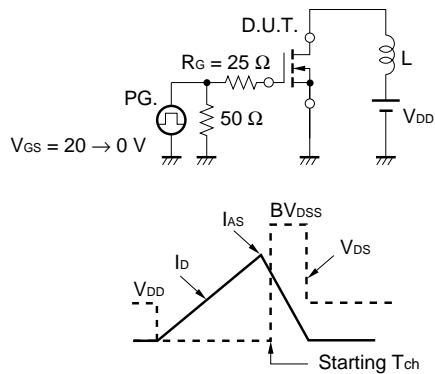 D.U.T.
RG = 25 Ω
L
PG.
50 Ω
VDD
VGS = 20 → 0 V
BVDSS
IAS
ID
VDS
VDD
Starting Tch